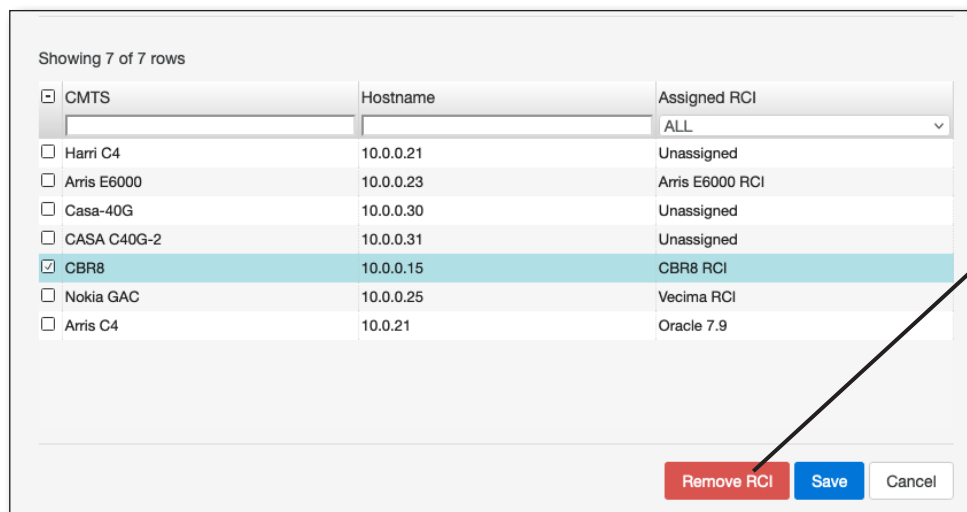 Showing 7 of 7 rows
CMTS Hostname Assigned RCI
ALL
Harri C4 10.0.0.21 Unassigned
Arris E6000 10.0.0.23 Arris E6000 RCI
Casa-40G 10.0.0.30 Unassigned
CASA C40G-2 10.0.0.31 Unassigned
CBR8 10.0.0.15 CBR8 RCI
Nokia GAC 10.0.0.25 Vecima RCI
Arris C4 10.0.21 Oracle 7.9
Remove RCI Save Cancel